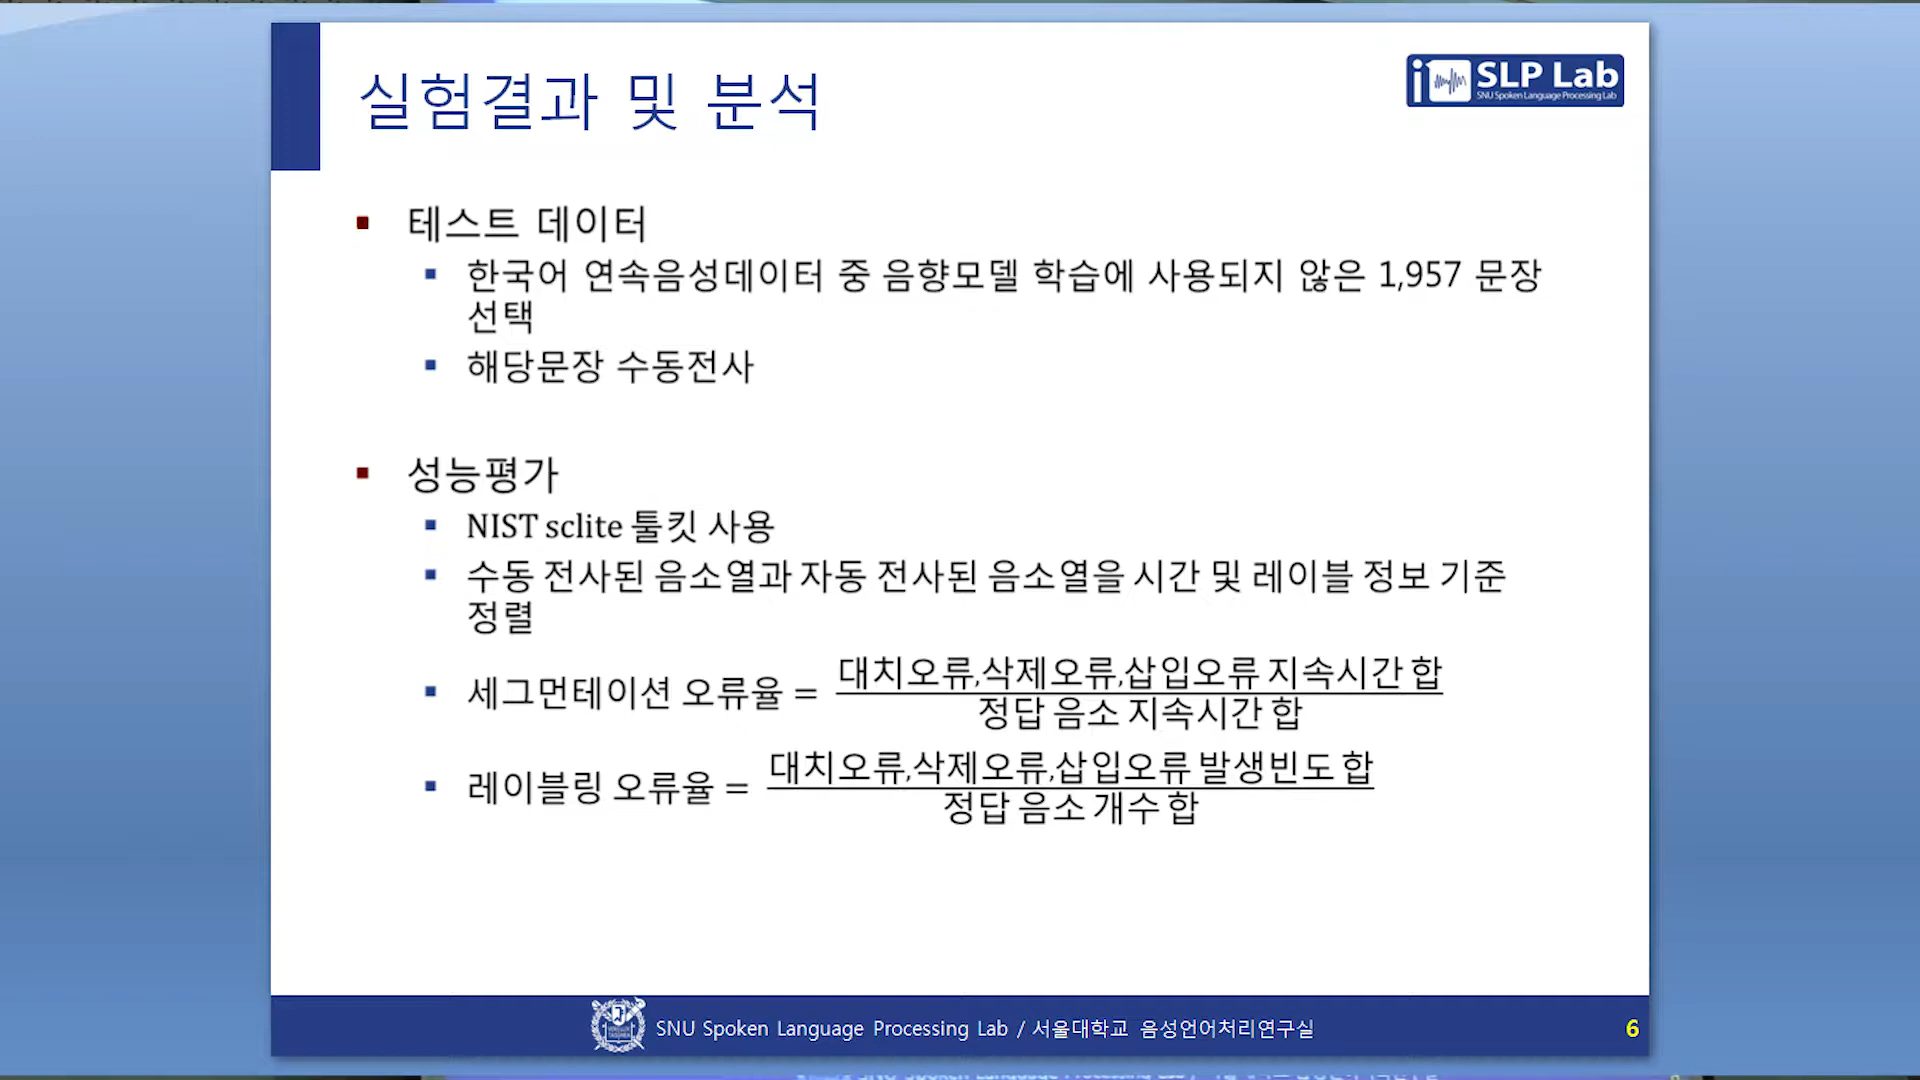 실험결과 및 분석
SLP Lab
SNU Spoken Language Processing Lab
테스트 데이터
한국어 연속음성데이터 중 음향모델 학습에 사용되지 않은 1,957 문장
선택
해당문장 수동전사
성능평가
NIST sclite 툴킷 사용
수동 전사된 음소열과 자동 전사된 음소열을 시간 및 레이블 정보 기준
정렬
세그먼테이션 오류율 = 대치오류,삭제오류,삽입오류 지속시간 합
정답 음소 지속시간 합
레이블링 오류율 = 대치오류,삭제오류,삽입오류 발생빈도 합
정답 음소 개수 합
SNU Spoken Language Processing Lab / 서울대학교 음성언어처리연구실
6